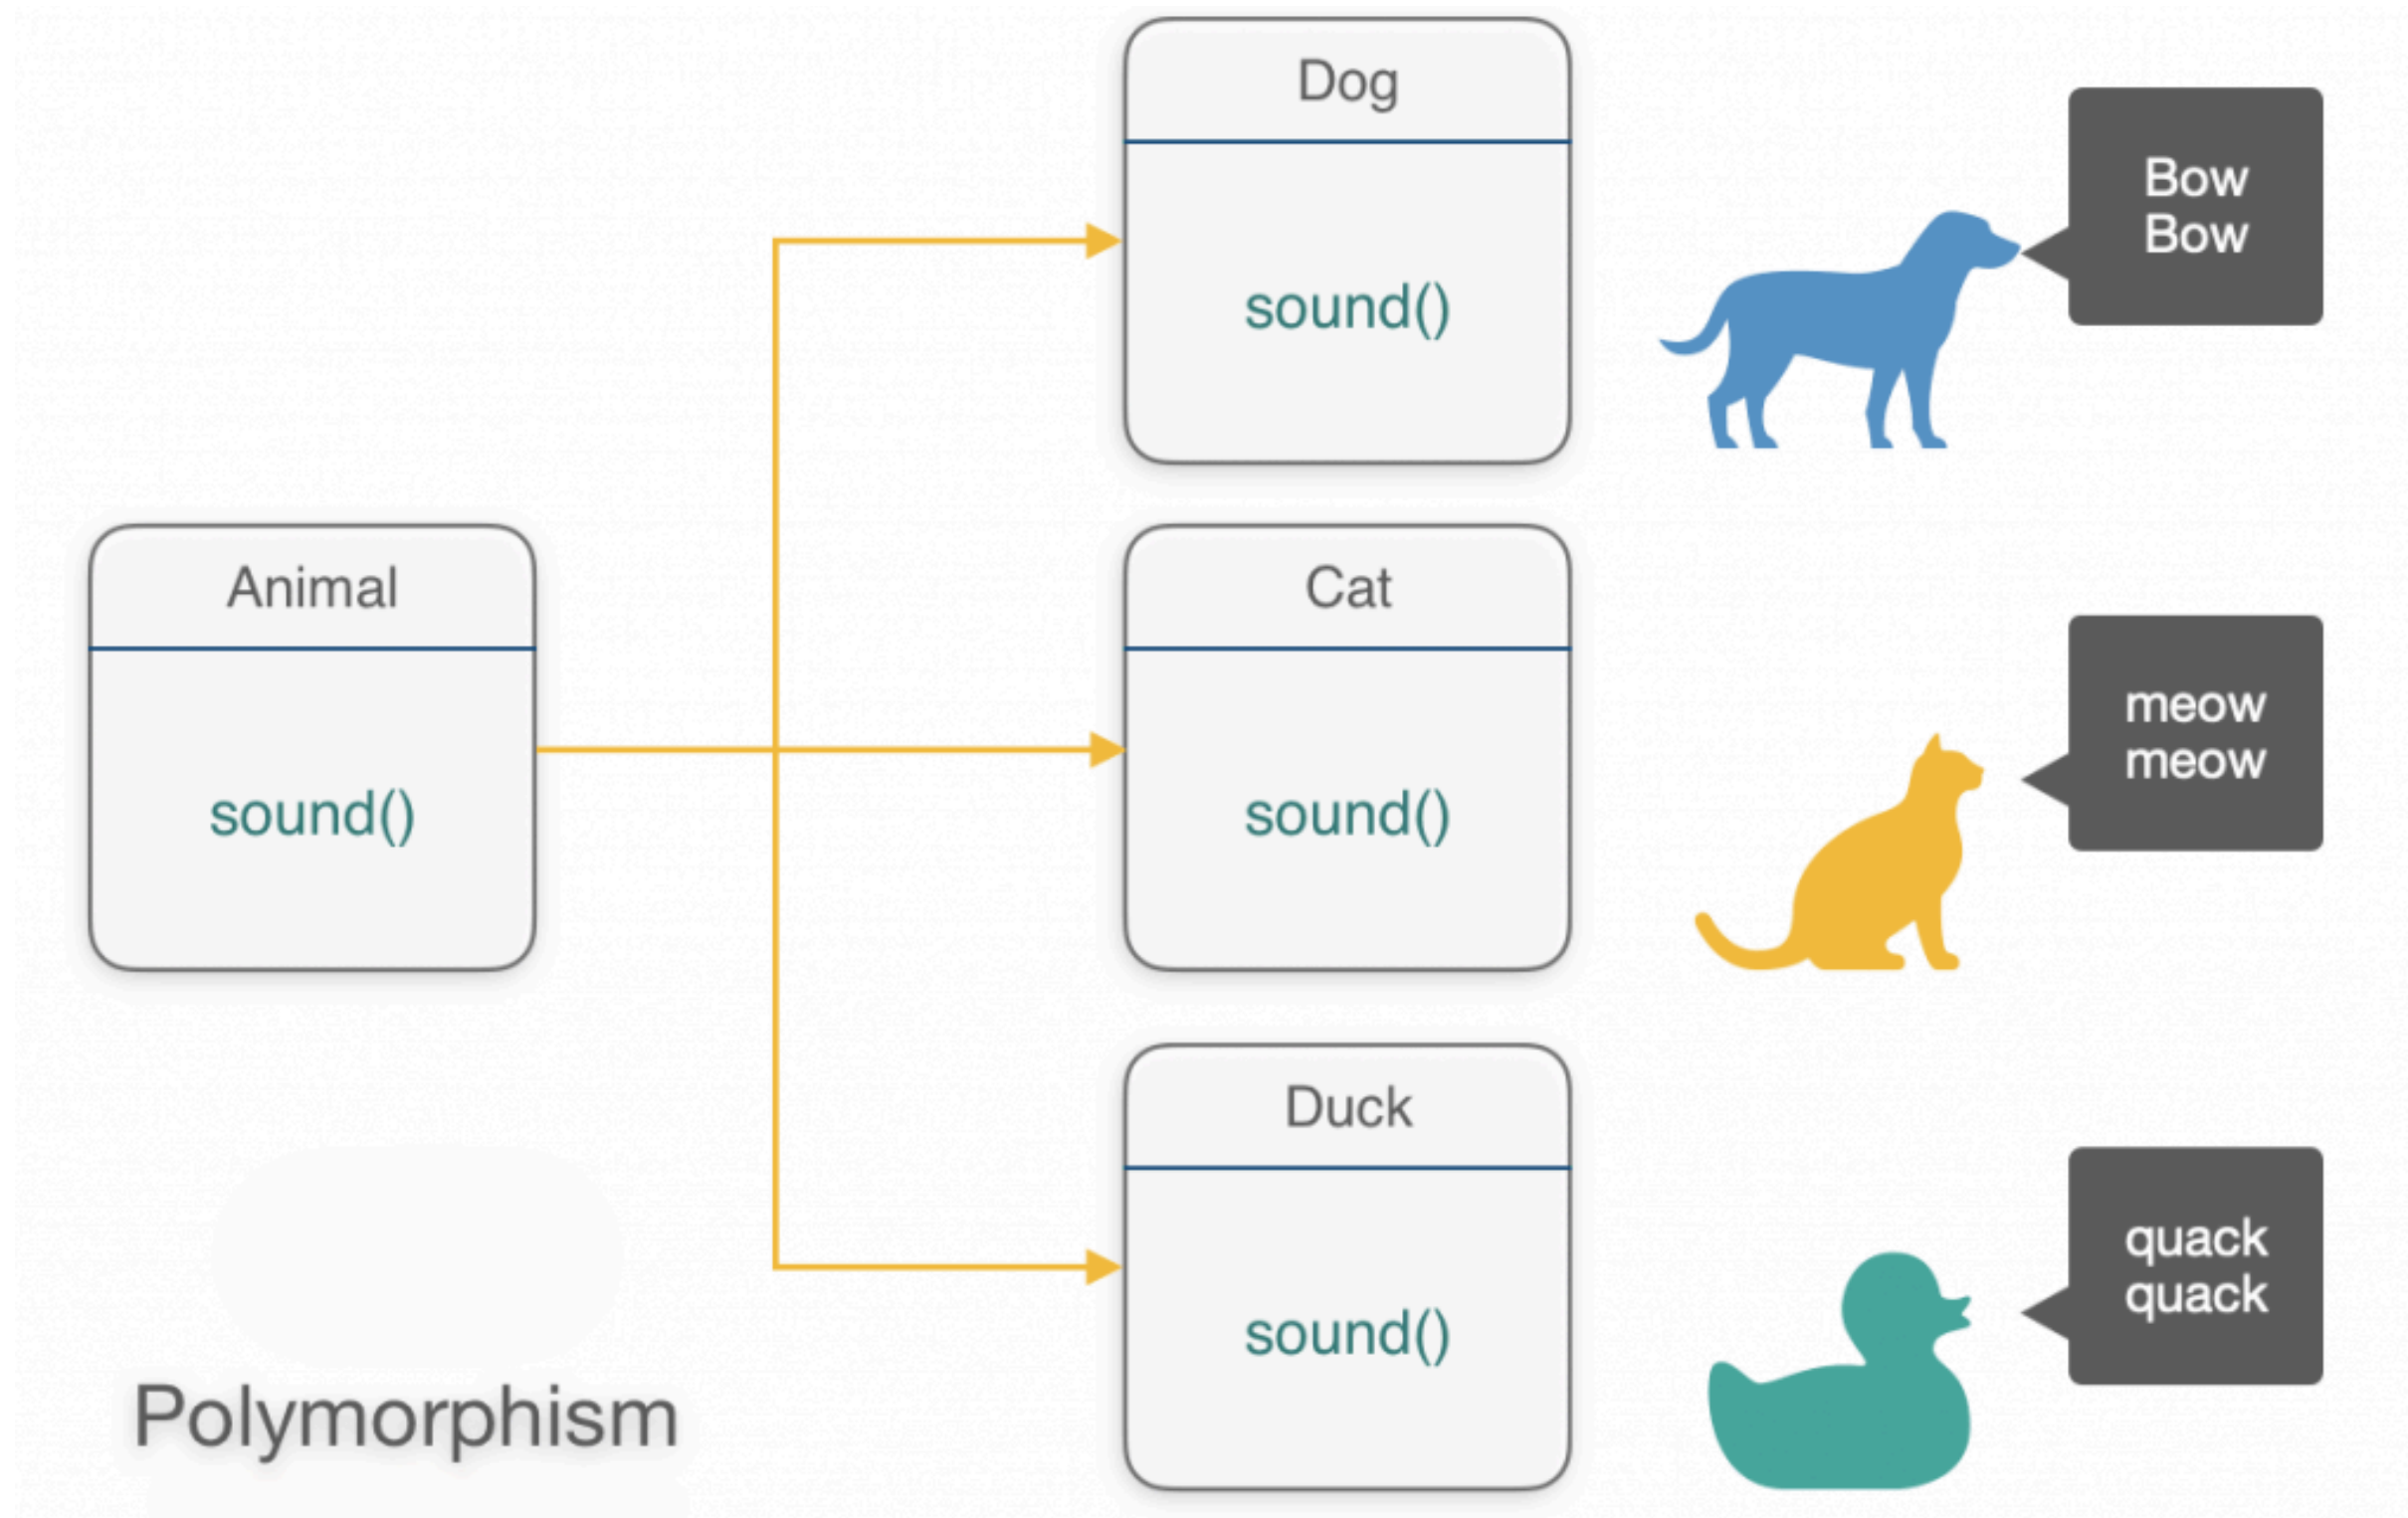 Dog
sound()
Bow
Bow
Animal
sound()
Cat
sound()
meow
meow
Duck
sound()
quack
quack
Polymorphism